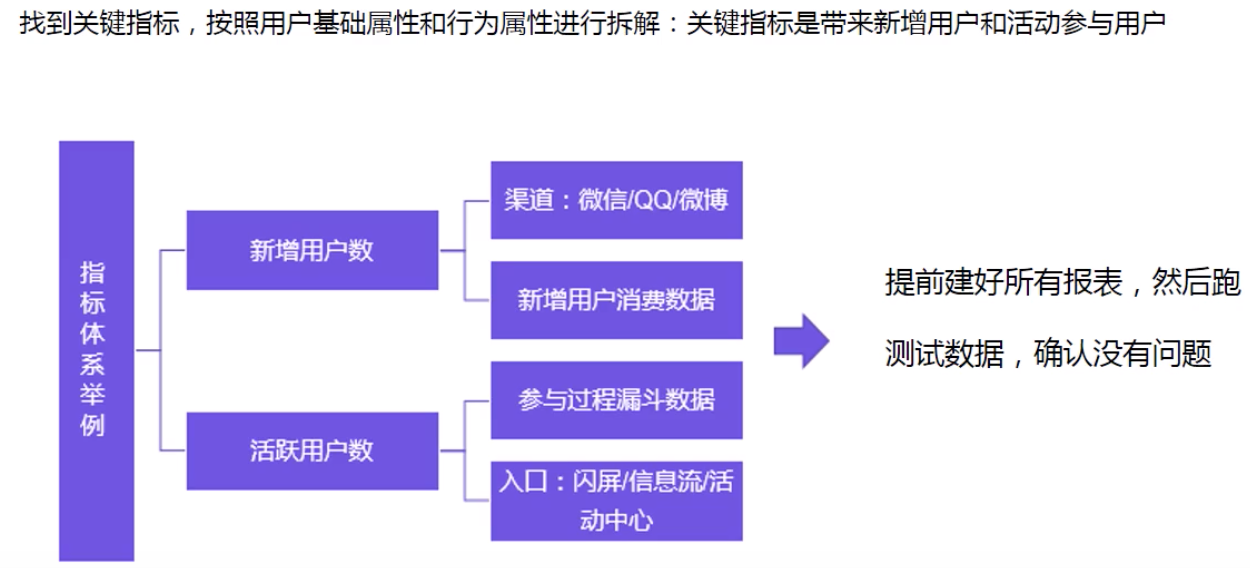 找到关键指标，按照用户基础属性和行为属性进行拆解：关键指标是带来新增用户和活动参与用户
指标体系举例
新增用户数
渠道：微信/QQ/微博
新增用户消费数据
活跃用户数
参与过程漏斗数据
入口：闪屏/信息流/活
动中心
提前建好所有报表，然后跑
测试数据，确认没有问题